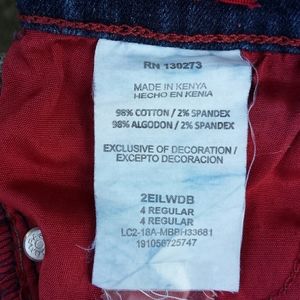 RN 130273
MADE IN KENYA
HECHO EN KENIA
98% COTTON / 2% SPANDEX
98% ALGODON / 2% SPANDEX
EXCLUSIVE OF DECORATION /
EXCEPTO DECORACION
2EILWDB
4 REGULAR
4 REGULAR
LC2-18A-MBBH33681
191056725747